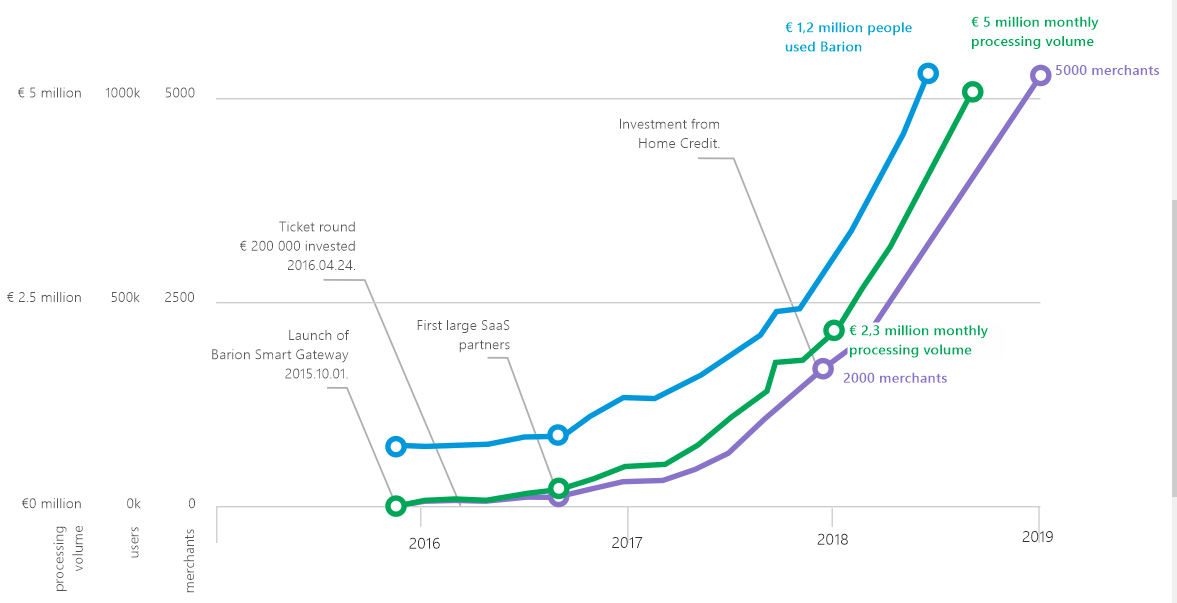 € 1,2 million people
used Barion
€ 5 million monthly
processing volume
5000 merchants
€ 5 million 1000k 5000
Investment from
Home Credit.
Ticket round
€ 200 000 invested
2016.04.24.
€ 2.5 million 500k 2500
Launch of
Barion Smart Gateway
2015.10.01.
First large SaaS
partners
€ 2,3 million monthly
processing volume
2000 merchants
€0 million 0k 0
2016 2017 2018 2019
processing
volume
users
merchants